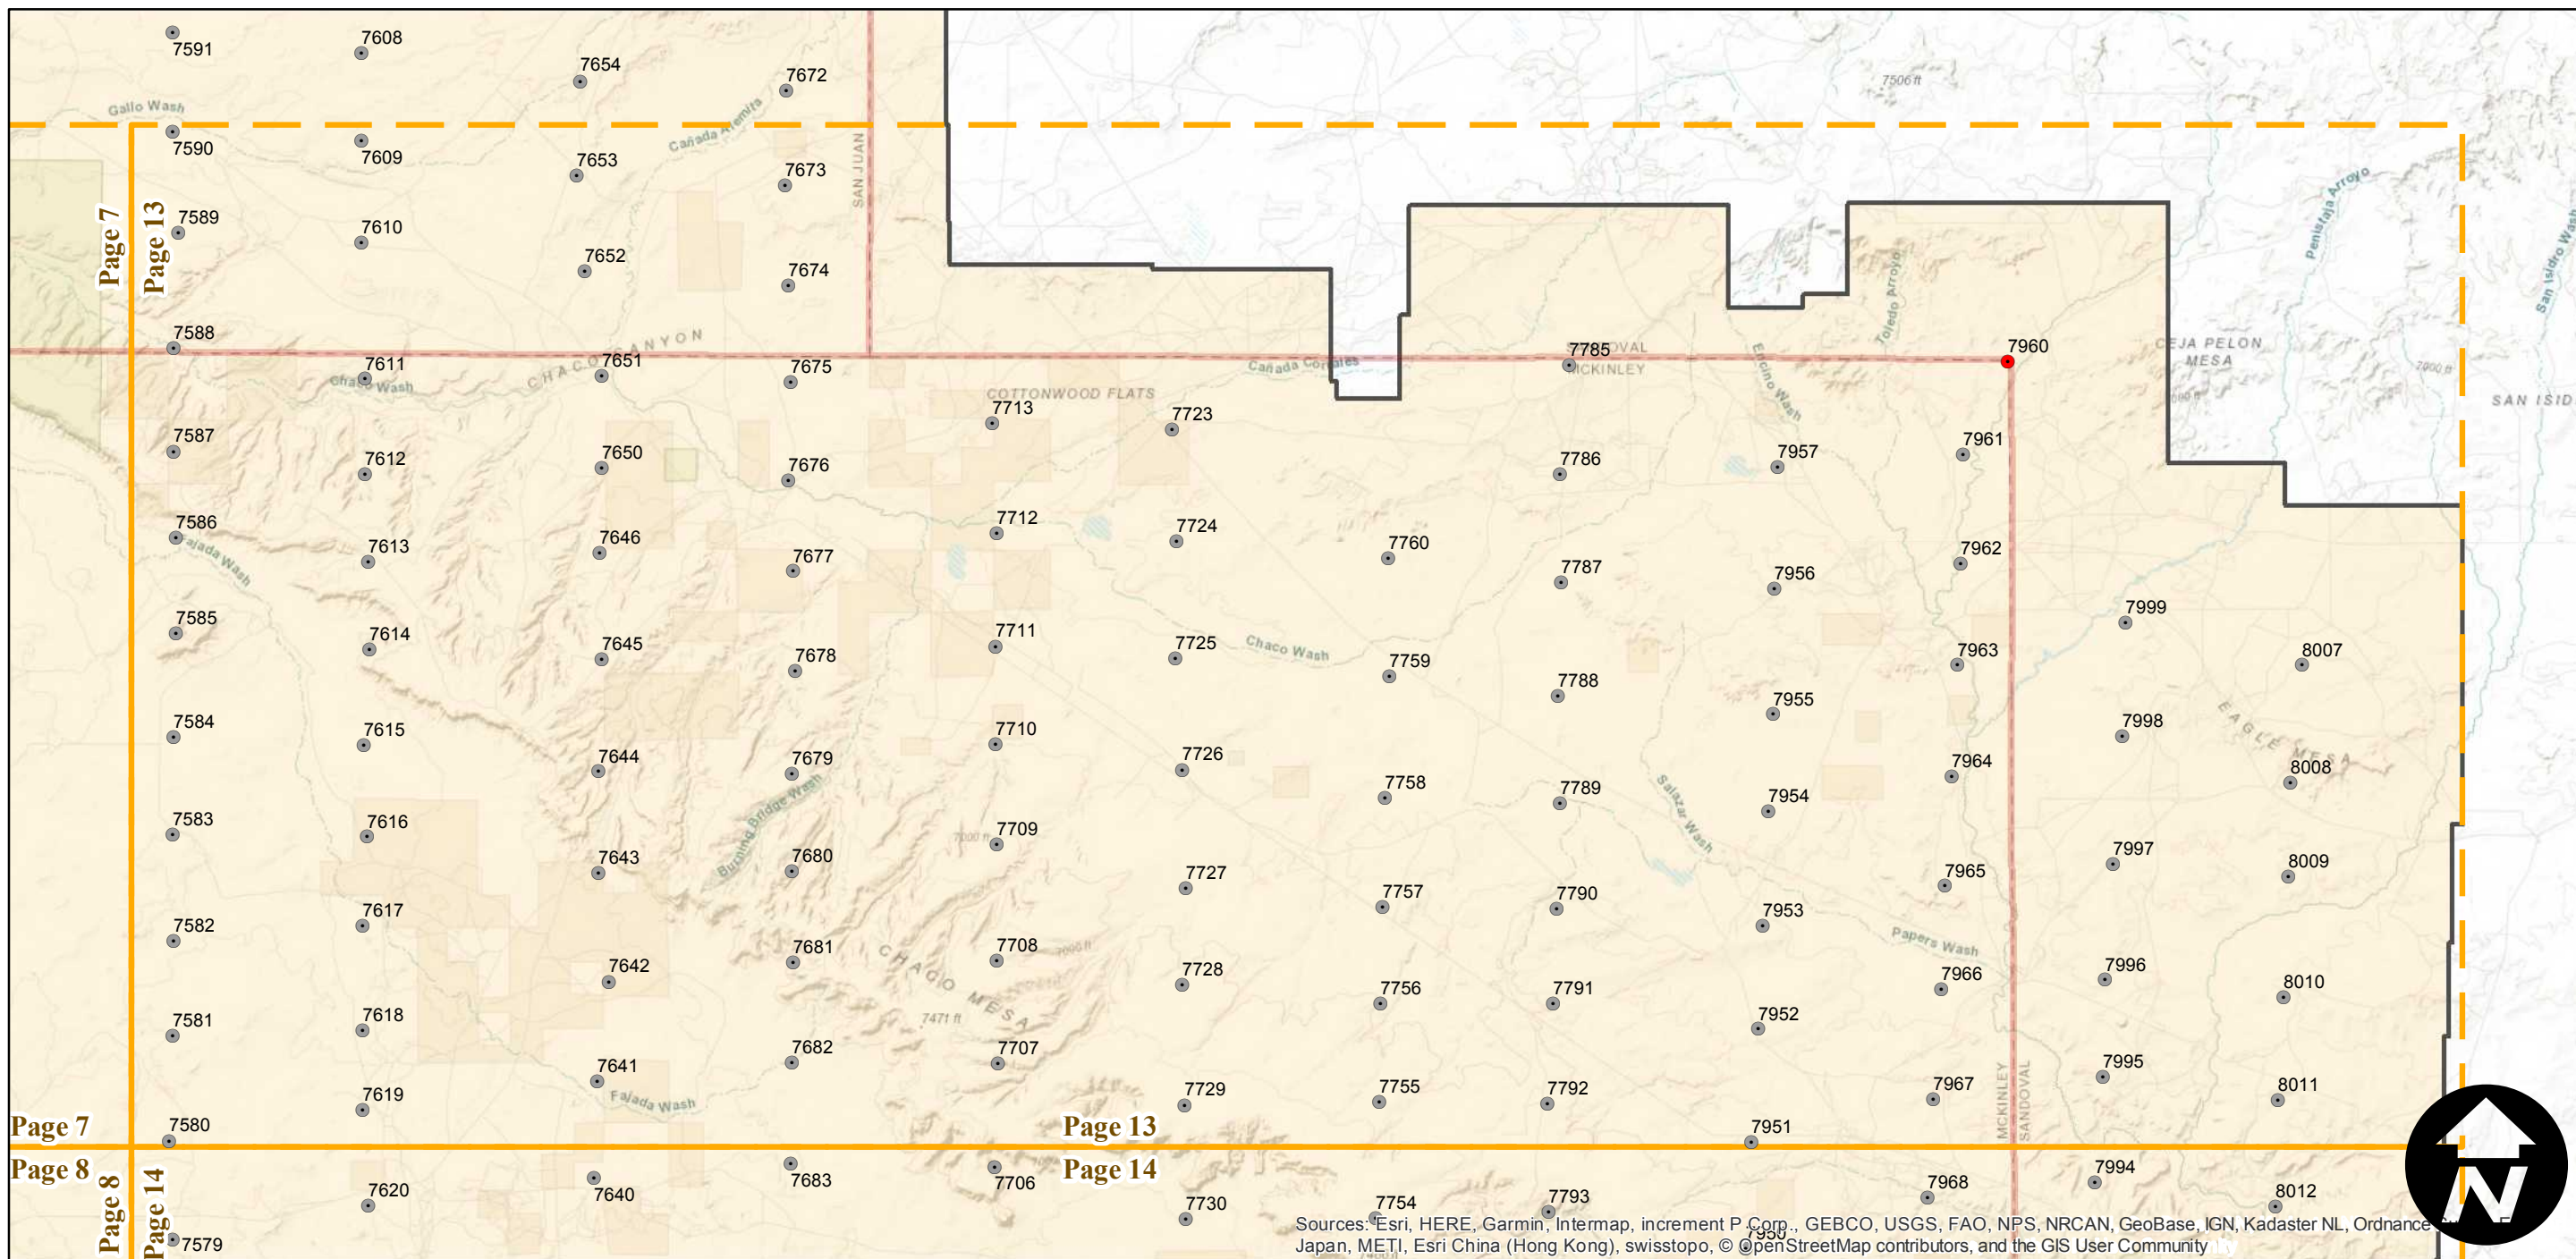 7591
7608
7654
7672
7506 ft
Gallo Wash
Cañada Alemita
7590
7609
7653
7673
SAN JUAN
Penistaja Arroyo
Page 7
Page 13
7589
7610
7652
7674
Toledo Arroyo
San Isidro Wash
7588
CHACO CANYON
7611
Chaco Wash
7651
7675
COTTONWOOD FLATS
Cañada Corrales
7785
SANDOVAL
MCKINLEY
Encino Wash
7960
CEJA PELON
MESA
SAN ISID
7713
7723
7587
7612
7650
7676
7786
7957
7961
7586
Fajada Wash
7613
7646
7677
7712
7724
7760
7787
7956
7962
7585
7614
7645
7678
7711
7725
Chaco Wash
7759
7788
7955
7963
7999
8007
7584
7615
7644
7679
7710
7726
7758
7789
7954
7964
7998
EAGLE MESA
8008
Burning Bridge Wash
Salazar Wash
7583
7616
7643
7680
7000 ft
7709
7727
7757
7790
7953
7965
7997
8009
7582
7617
7642
7681
CHACO MESA
7708
7728
7756
7791
7952
Papers Wash
7966
7996
8010
7471 ft
7581
7618
7641
7682
7707
7619
Fajada Wash
7729
7755
7792
7967
MCKINLEY
SANDOVAL
7995
8011
Page 7
7580
Page 13
7951
Page 8
Page 14
Page 8
Page 14
7620
7640
7683
7706
7730
7754
7793
7968
7994
8012
N
7579
Sources: Esri, HERE, Garmin, Intermap, increment P Corp., GEBCO, USGS, FAO, NPS, NRCAN, GeoBase, IGN, Kadaster NL, Ordnance
Japan, METI, Esri China (Hong Kong), swisstopo, © OpenStreetMap contributors, and the GIS User Community